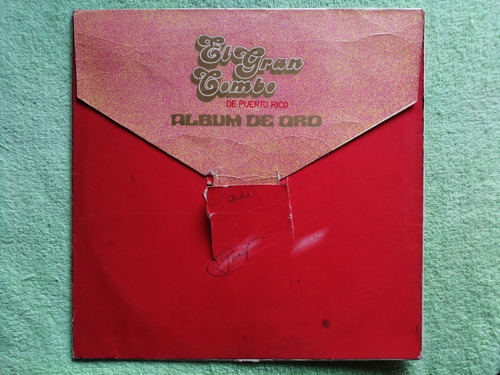 El Gran
Combo
DE PUERTO RICO
ALBUM DE ORO